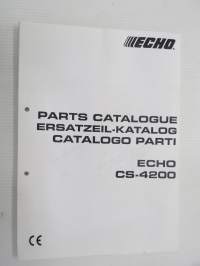 ECHO
PARTS CATALOGUE
ERSATZEIL-KATALOG
CATALOGO PARTI
ECHO
CS-4200
CE